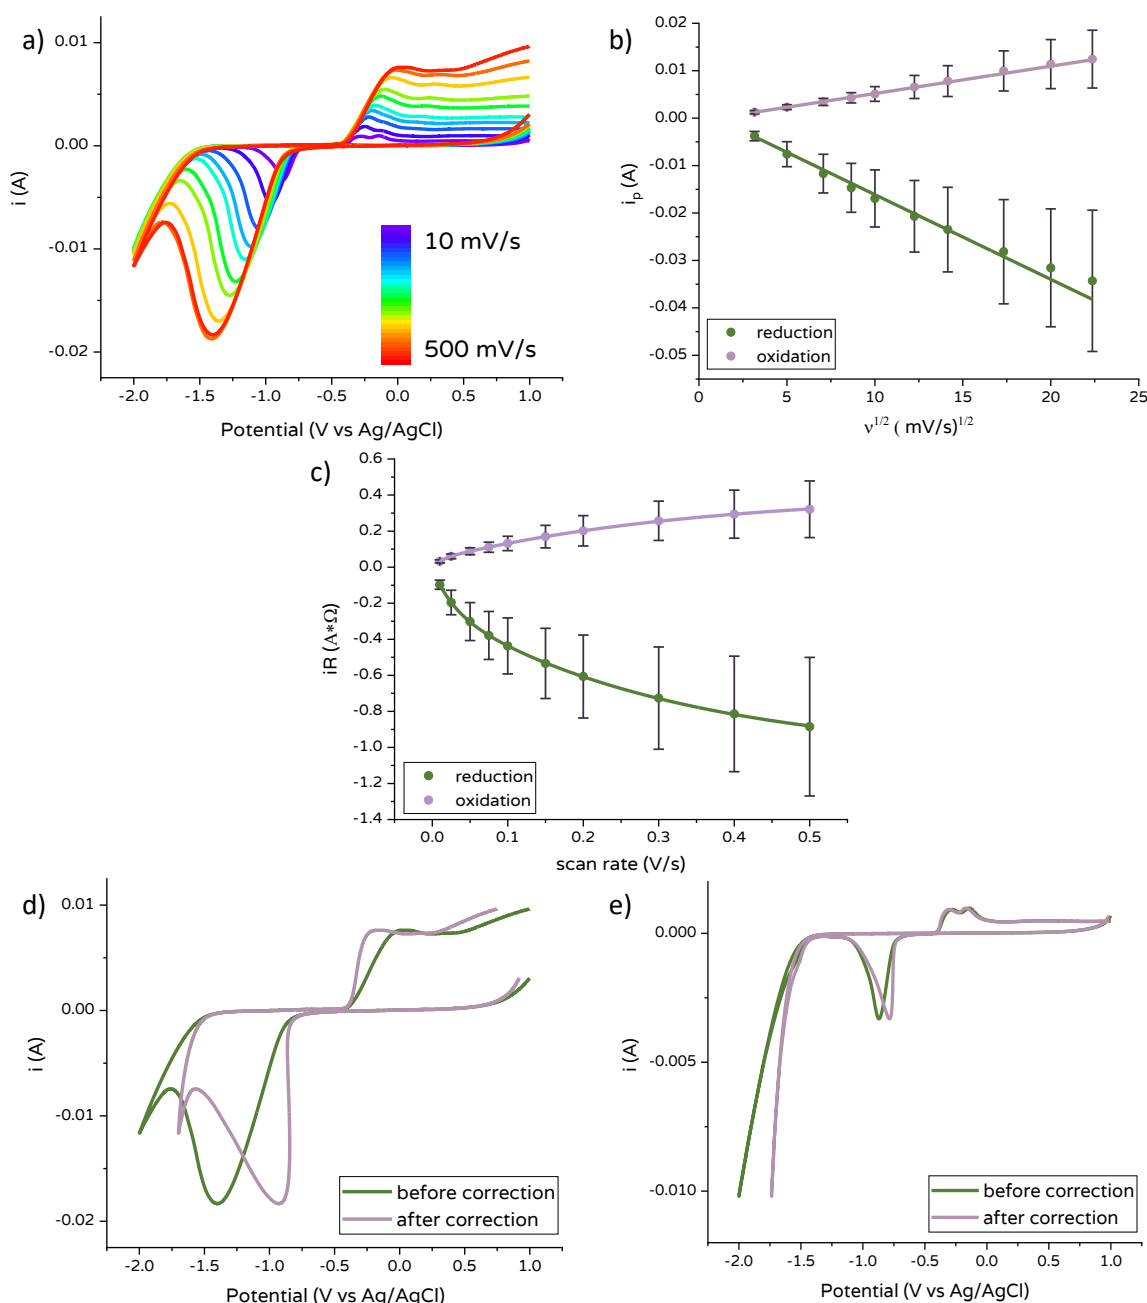 a)
0.01
0.00
-0.01
-0.02
i (A)
10 mV/s
500 mV/s
-2.0 -1.5 -1.0 -0.5 0.0 0.5 1.0
Potential (V vs Ag/AgCl)
b)
0.02
0.01
0.00
-0.01
-0.02
-0.03
-0.04
-0.05
iₚ (A)
reduction
oxidation
0 5 10 15 20 25
ν^1/2 ( mV/s)^1/2
c)
0.6
0.4
0.2
0.0
-0.2
-0.4
-0.6
-0.8
-1.0
-1.2
-1.4
iR (A*Ω)
reduction
oxidation
0.0 0.1 0.2 0.3 0.4 0.5
scan rate (V/s)
d)
0.01
0.00
-0.01
-0.02
i (A)
before correction
after correction
-2.0 -1.5 -1.0 -0.5 0.0 0.5 1.0
Potential (V vs Ag/AgCl)
e)
0.000
-0.005
-0.010
i (A)
before correction
after correction
-2.0 -1.5 -1.0 -0.5 0.0 0.5 1.0
Potential (V vs Ag/AgCl)